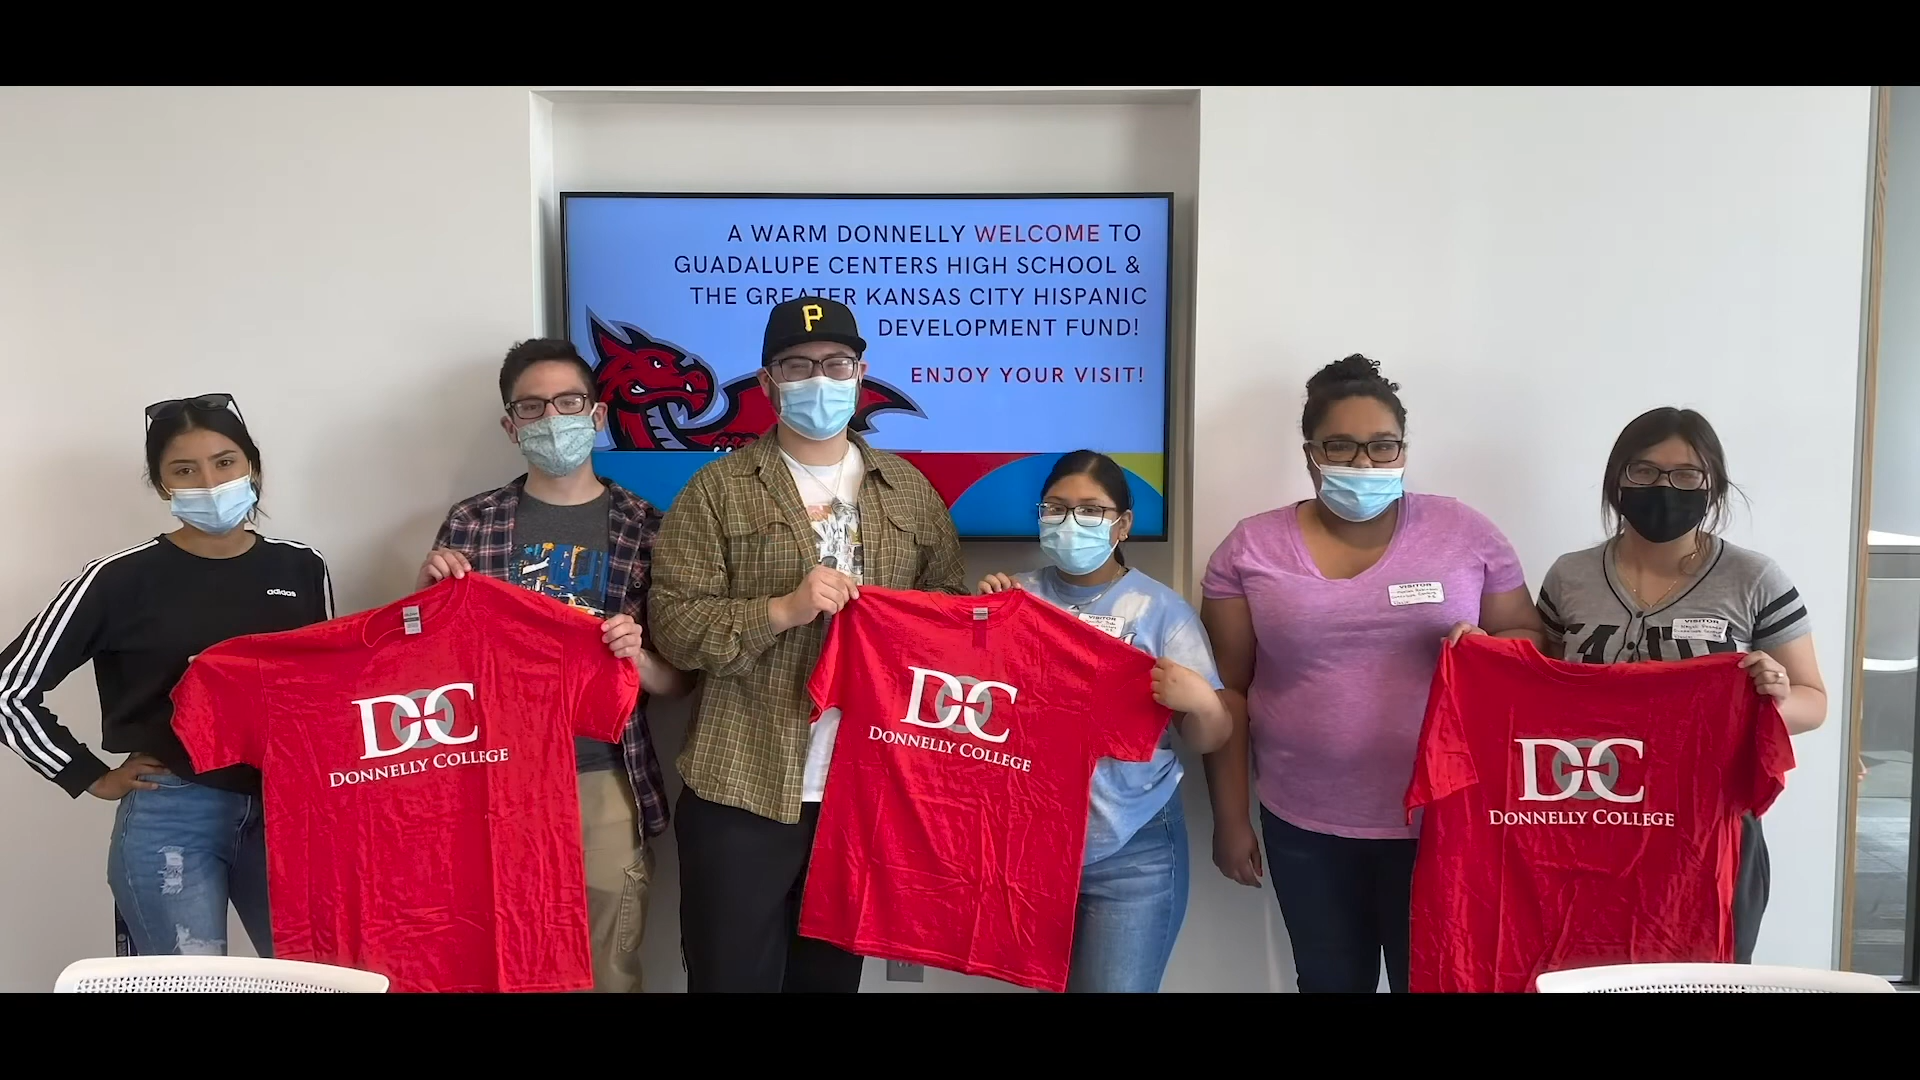 A WARM DONNELLY WELCOME TO
GUADALUPE CENTERS HIGH SCHOOL &
THE GREATER KANSAS CITY HISPANIC
DEVELOPMENT FUND!
ENJOY YOUR VISIT!
P
adidas
DC
DONNELLY COLLEGE
DC
DONNELLY COLLEGE
DC
DONNELLY COLLEGE
VISITOR
VISITOR
VISITOR